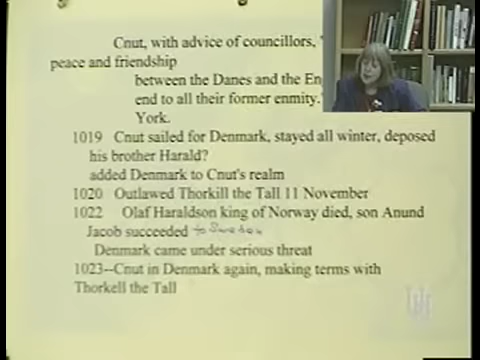 Cnut, with advice of councillors,
peace and friendship
between the Danes and the En
end to all their former enmity.
York.
1019 Cnut sailed for Denmark, stayed all winter, deposed
his brother Harald?
added Denmark to Cnut's realm
1020 Outlawed Thorkill the Tall 11 November
1022 Olaf Haraldson king of Norway died, son Anund
Jacob succeeded to Sweden
Denmark came under serious threat
1023--Cnut in Denmark again, making terms with
Thorkell the Tall